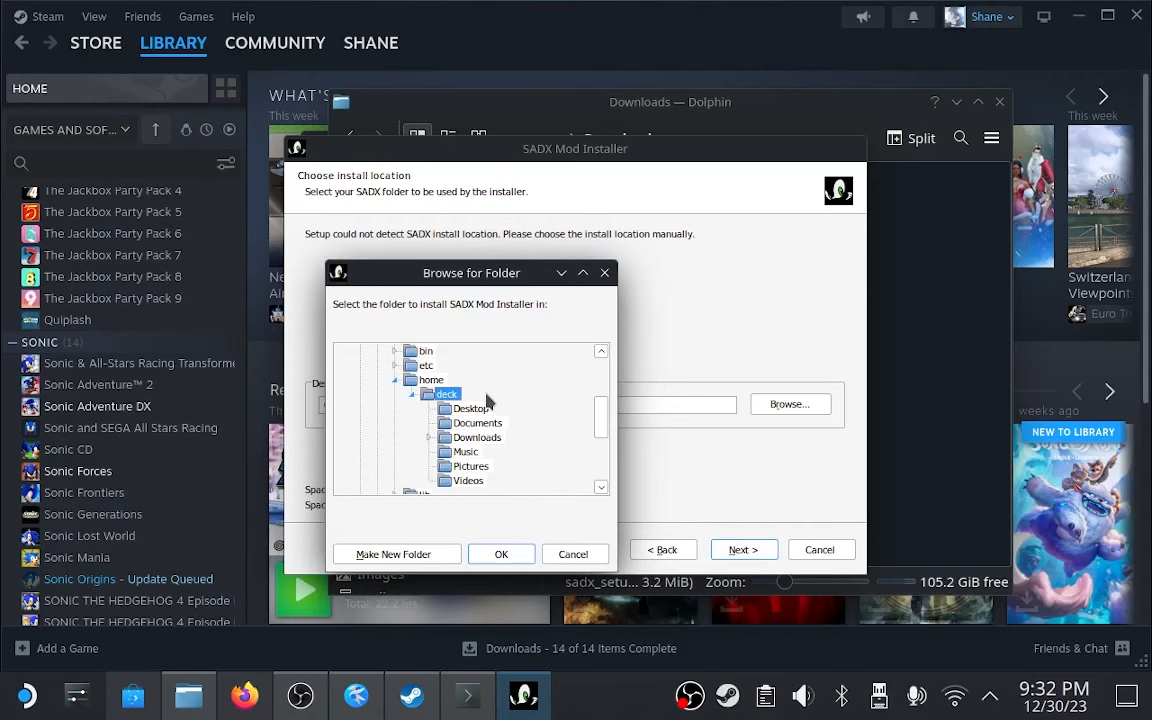 Steam View Friends Games Help
Shane
STORE LIBRARY COMMUNITY SHANE
HOME
GAMES AND SOF...
The Jackbox Party Pack 4
The Jackbox Party Pack 5
The Jackbox Party Pack 6
The Jackbox Party Pack 7
The Jackbox Party Pack 8
The Jackbox Party Pack 9
Quiplash
SONIC (14)
Sonic & All-Stars Racing Transforme
Sonic Adventure™ 2
Sonic Adventure DX
Sonic and SEGA All Stars Racing
Sonic CD
Sonic Forces
Sonic Frontiers
Sonic Generations
Sonic Lost World
Sonic Mania
Sonic Origins - Update Queued
SONIC THE HEDGEHOG 4 Episode
SONIC THE HEDGEHOG 4 Episode
WHAT'S
This week
This week
Switzerland
Viewpoint
Euro Tr
weeks ago
NEW TO LIBRARY
Downloads — Dolphin
?
Split
SADX Mod Installer
Choose install location
Select your SADX folder to be used by the installer.
Setup could not detect SADX install location. Please choose the install location manually.
Browse...
< Back
Next >
Cancel
Browse for Folder
Select the folder to install SADX Mod Installer in:
bin
etc
home
deck
Desktop
Documents
Downloads
Music
Pictures
Videos
Make New Folder
OK
Cancel
Images
sadx_setu... 3.2 MiB)
Zoom:
105.2 GiB free
Add a Game
Downloads - 14 of 14 Items Complete
Friends & Chat
9:32 PM
12/30/23